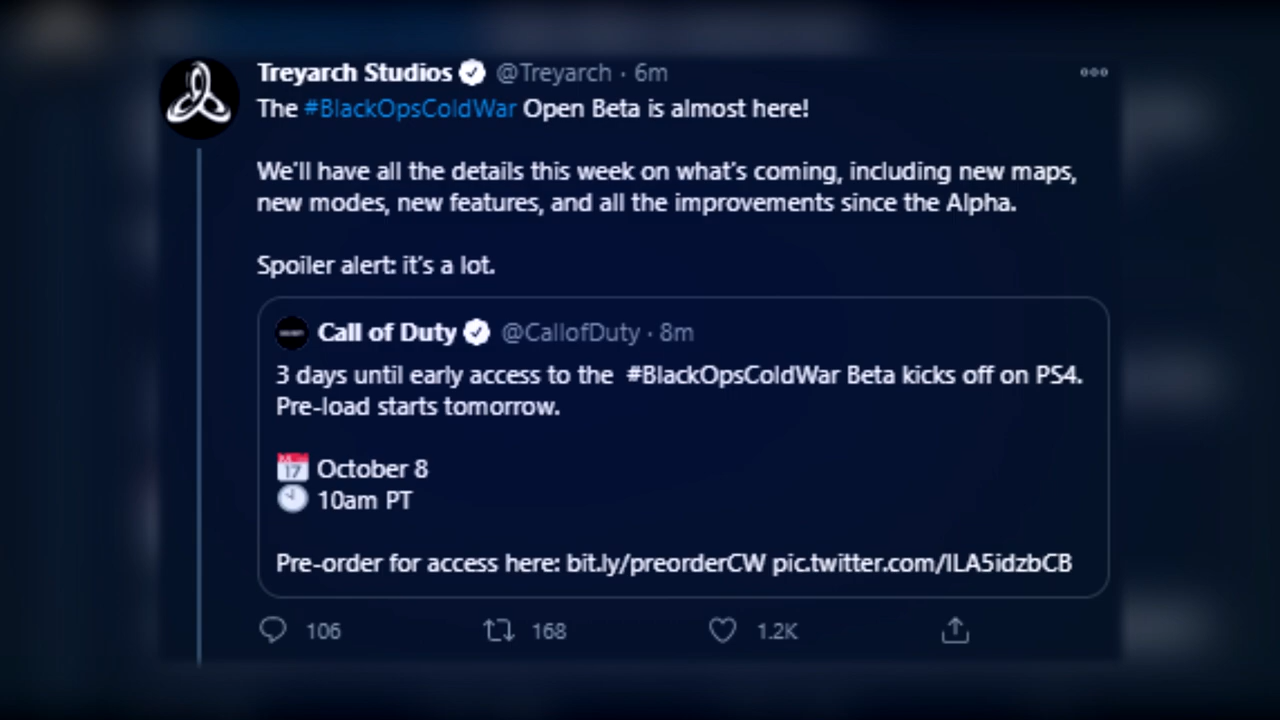 Treyarch Studios @Treyarch · 6m
The #BlackOpsColdWar Open Beta is almost here!
We'll have all the details this week on what's coming, including new maps,
new modes, new features, and all the improvements since the Alpha.
Spoiler alert: it's a lot.
Call of Duty @CallofDuty · 8m
3 days until early access to the #BlackOpsColdWar Beta kicks off on PS4.
Pre-load starts tomorrow.
17 October 8
10am PT
Pre-order for access here: bit.ly/preorderCW pic.twitter.com/lLA5idzbCB
106 168 1.2K